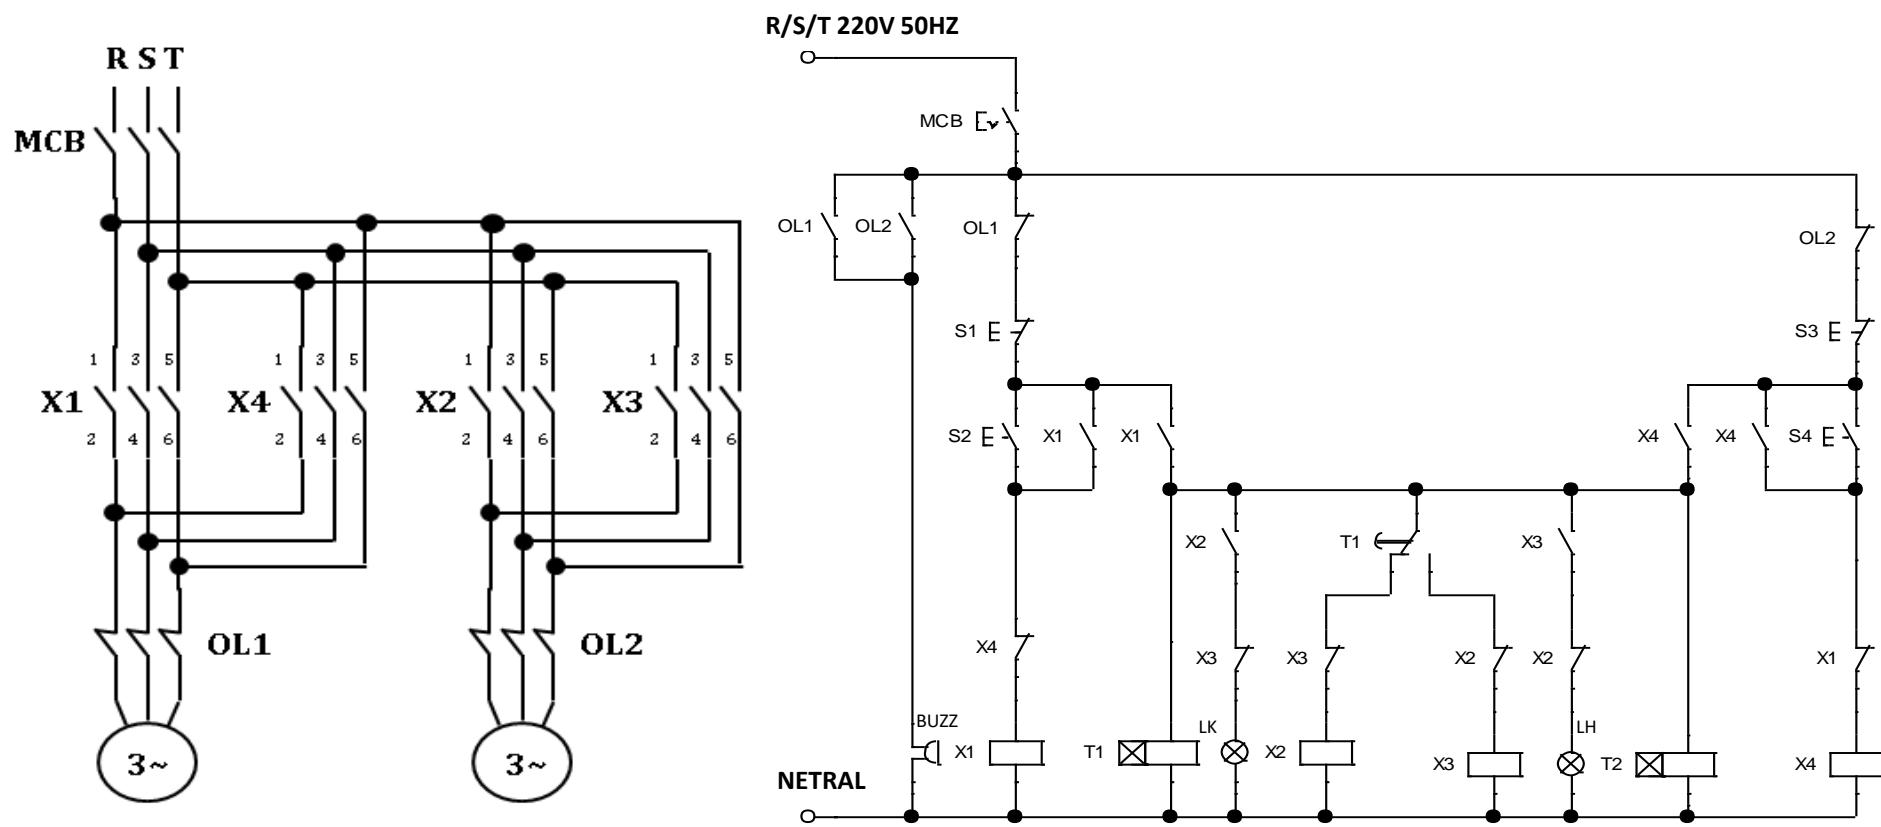 R/S/T 220V 50HZ
R S T
MCB
MCB
OL1 OL2 OL1 OL2
S1 S3
1 3 5 1 3 5 1 3 5 1 3 5
X1 X4 X2 X3
2 4 6 2 4 6 2 4 6 2 4 6
S2 X1 X1 X4 X4 S4
X2 T1 X3
OL1 OL2
X4 X3 X3 X2 X2 X1
BUZZ LK LH
3~ 3~
X1 T1 X2 X3 T2 X4
NETRAL